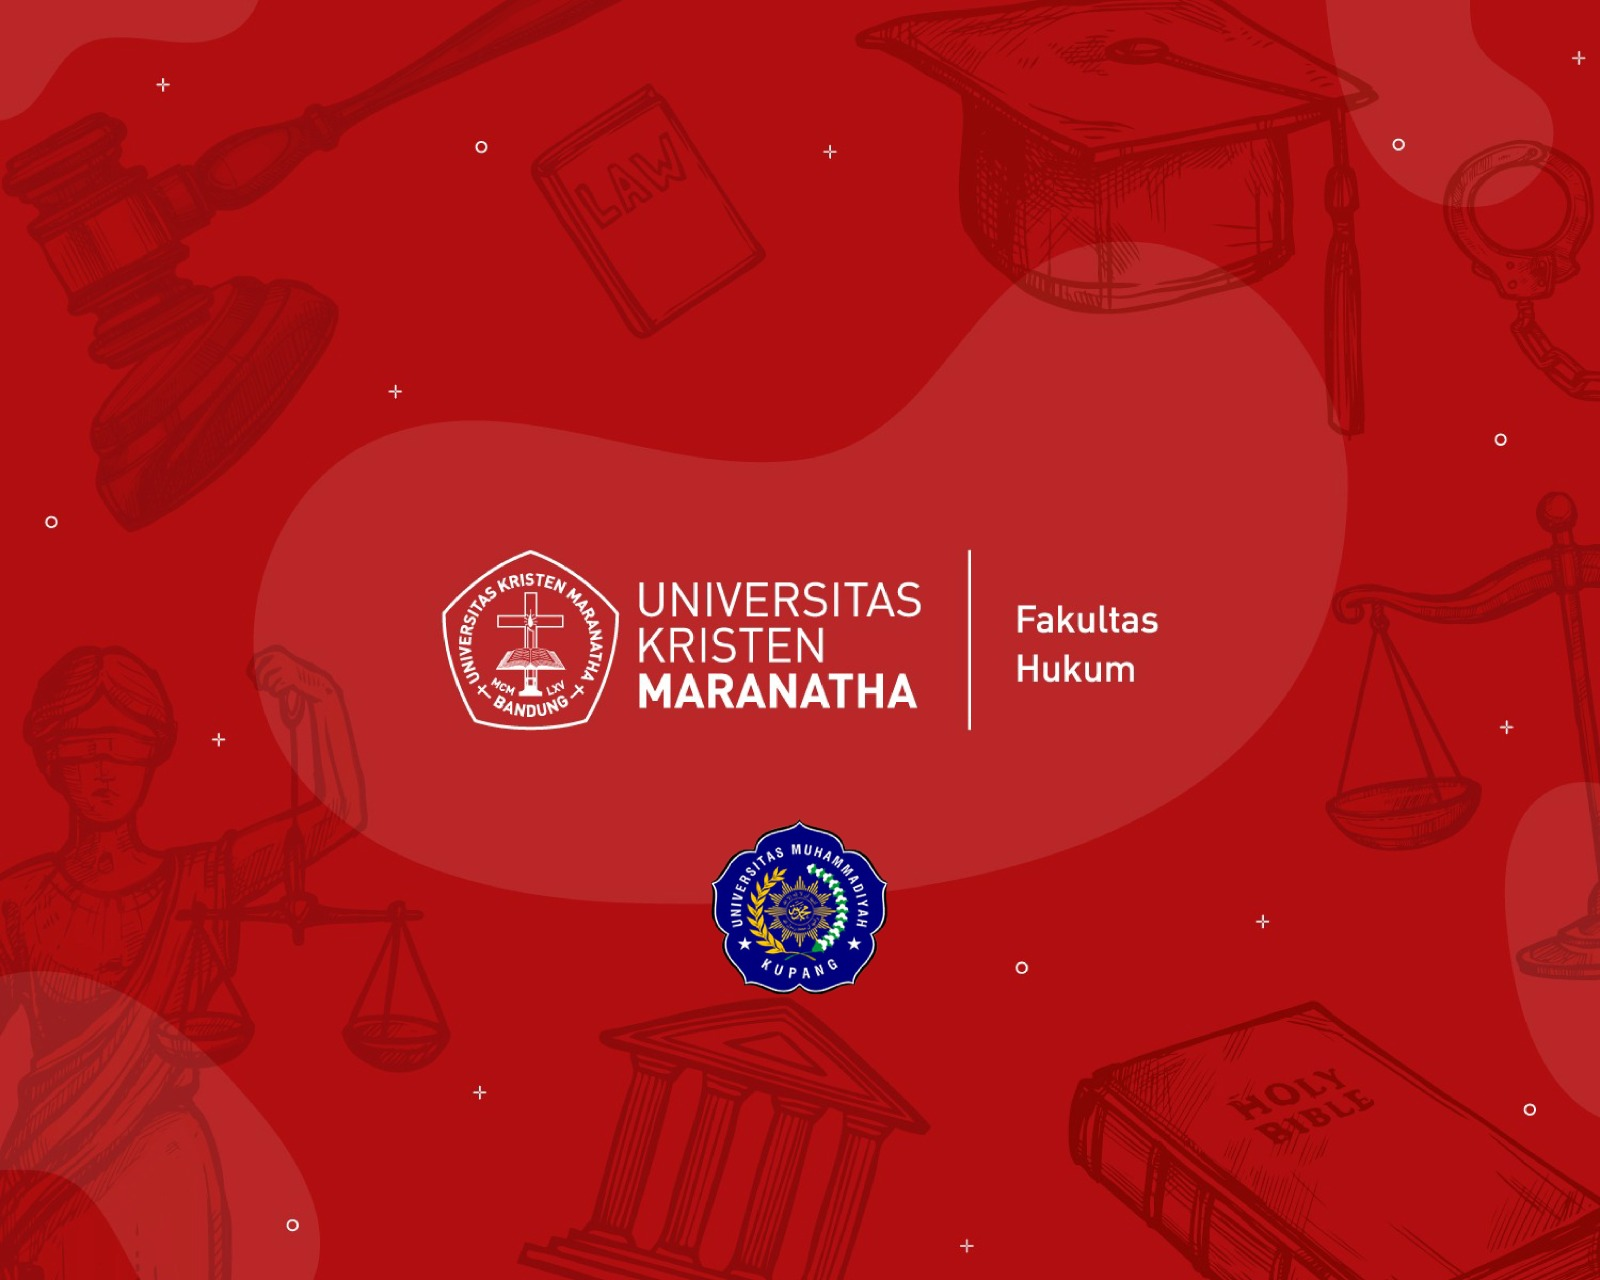 LAW
UNIVERSITAS KRISTEN MARANATHA
MCM LXV
BANDUNG
UNIVERSITAS
KRISTEN
MARANATHA
Fakultas
Hukum
UNIVERSITAS MUHAMMADIYAH
KUPANG
HOLY
BIBLE